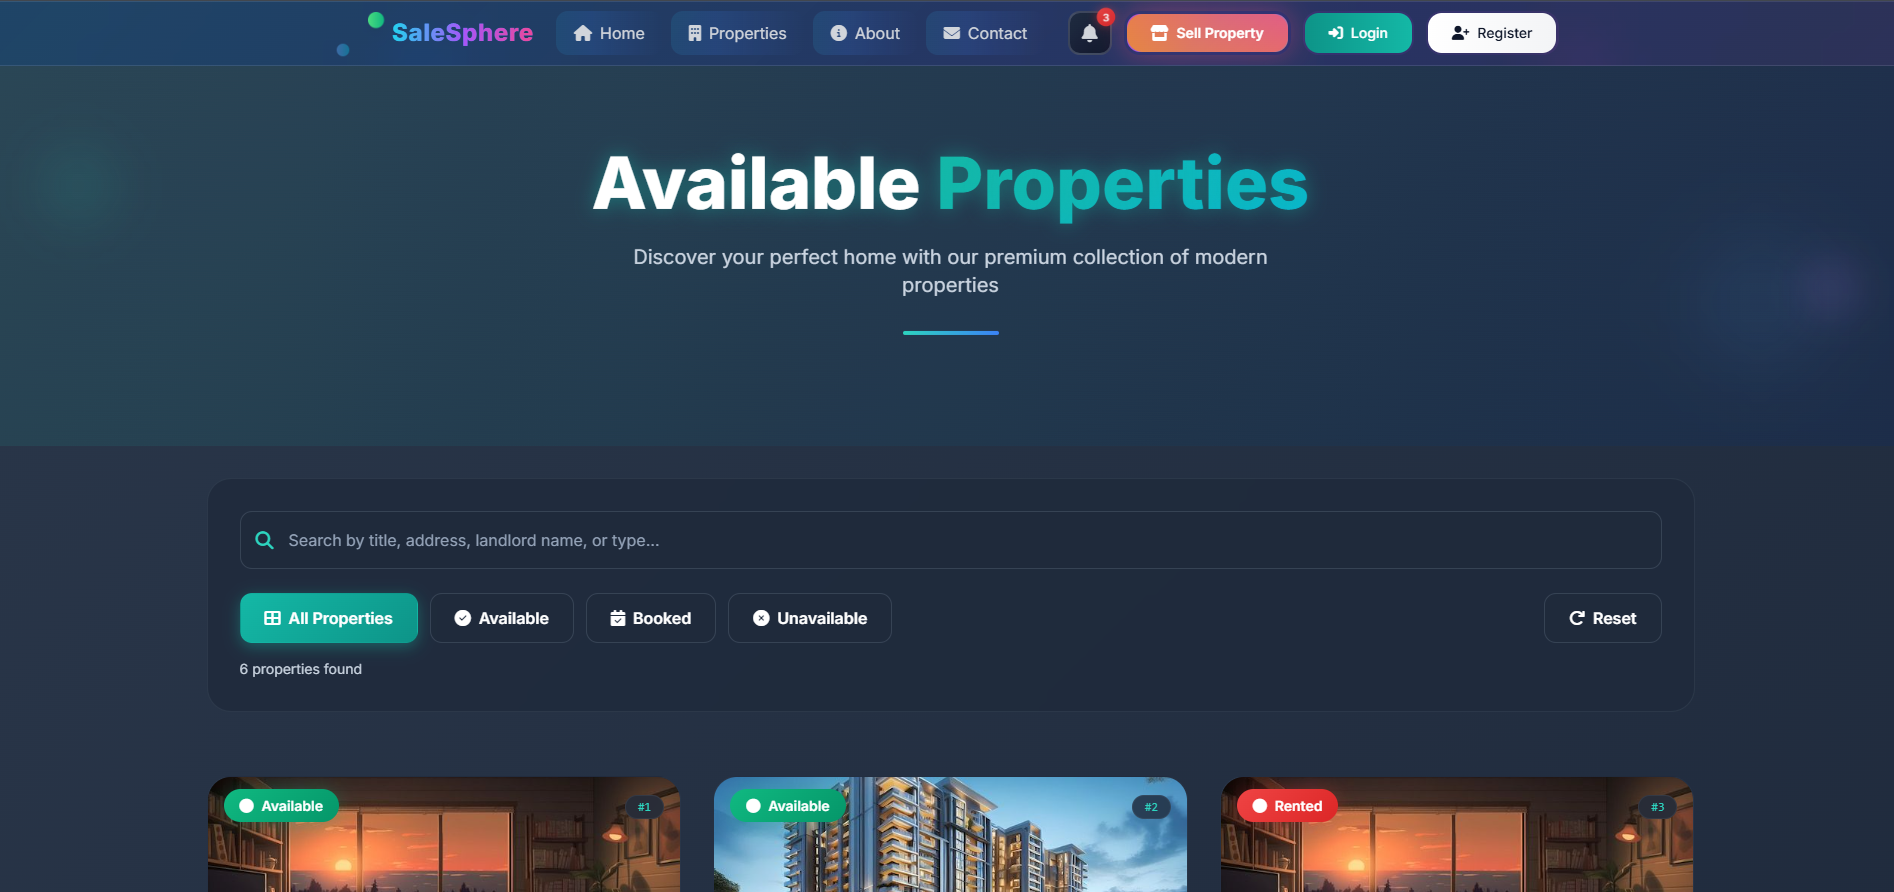 SaleSphere
Home
Properties
About
Contact
3
Sell Property
Login
Register
Available Properties
Discover your perfect home with our premium collection of modern
properties
Search by title, address, landlord name, or type...
All Properties
Available
Booked
Unavailable
Reset
6 properties found
Available
#1
Available
#2
Rented
#3